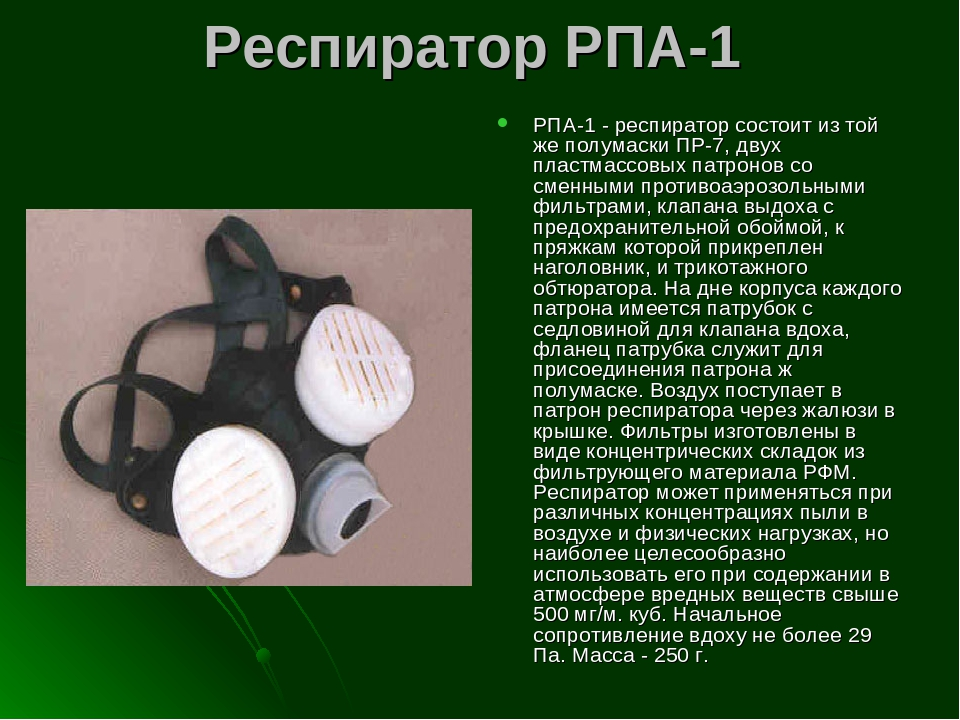 Респиратор РПА-1
РПА-1 - респиратор состоит из той
же полумаски ПР-7, двух
пластмассовых патронов со
сменными противоаэрозольными
фильтрами, клапана выдоха с
предохранительной обоймой, к
пряжкам которой прикреплен
наголовник, и трикотажного
обтюратора. На дне корпуса каждого
патрона имеется патрубок с
седловиной для клапана вдоха,
фланец патрубка служит для
присоединения патрона ж
полумаске. Воздух поступает в
патрон респиратора через жалюзи в
крышке. Фильтры изготовлены в
виде концентрических складок из
фильтрующего материала РФМ.
Респиратор может применяться при
различных концентрациях пыли в
воздухе и физических нагрузках, но
наиболее целесообразно
использовать его при содержании в
атмосфере вредных веществ свыше
500 мг/м. куб. Начальное
сопротивление вдоху не более 29
Па. Масса - 250 г.